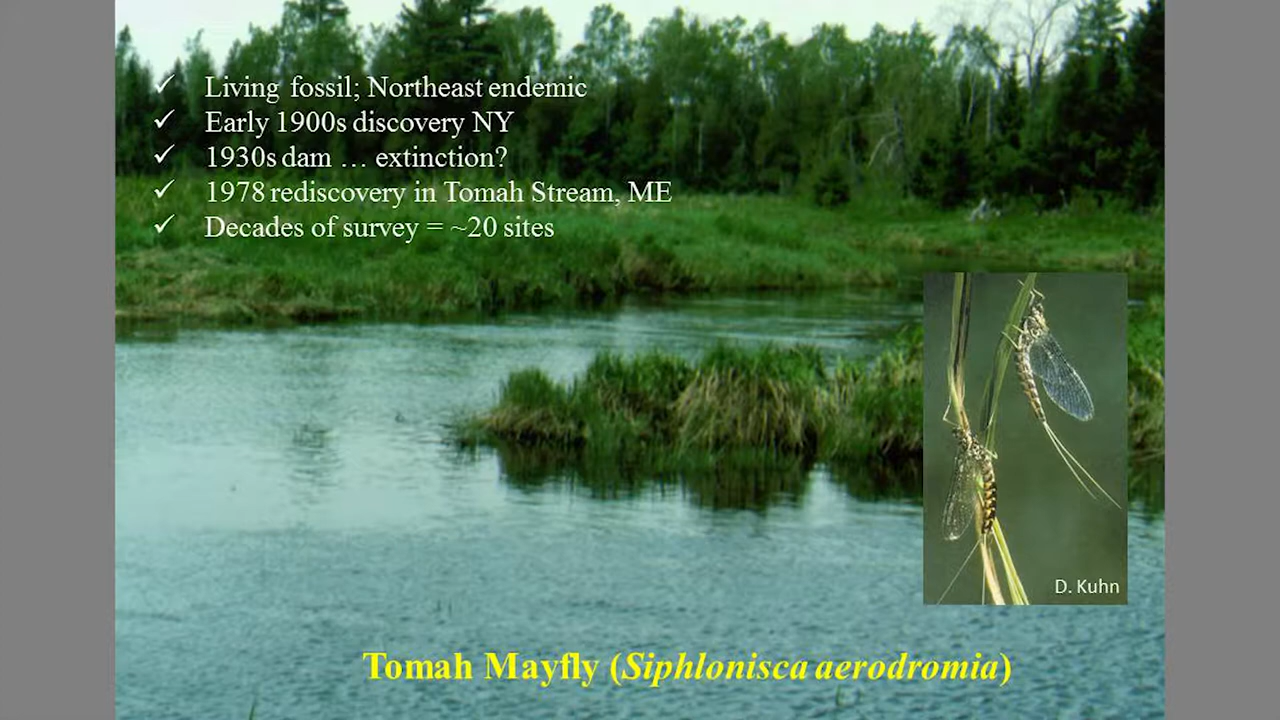 ✓ Living fossil; Northeast endemic
✓ Early 1900s discovery NY
✓ 1930s dam … extinction?
✓ 1978 rediscovery in Tomah Stream, ME
✓ Decades of survey = ~20 sites
D. Kuhn
Tomah Mayfly (Siphlonisca aerodromia)